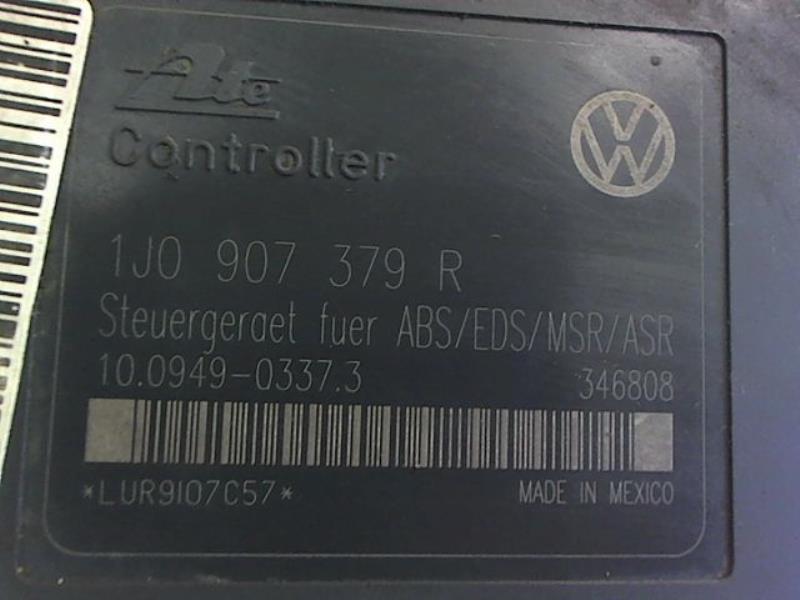 Ate
Controller
1J0 907 379 R
Steuergeraet fuer ABS/EDS/MSR/ASR
10.0949-0337.3 346808
*LUR9I07C57* MADE IN MEXICO